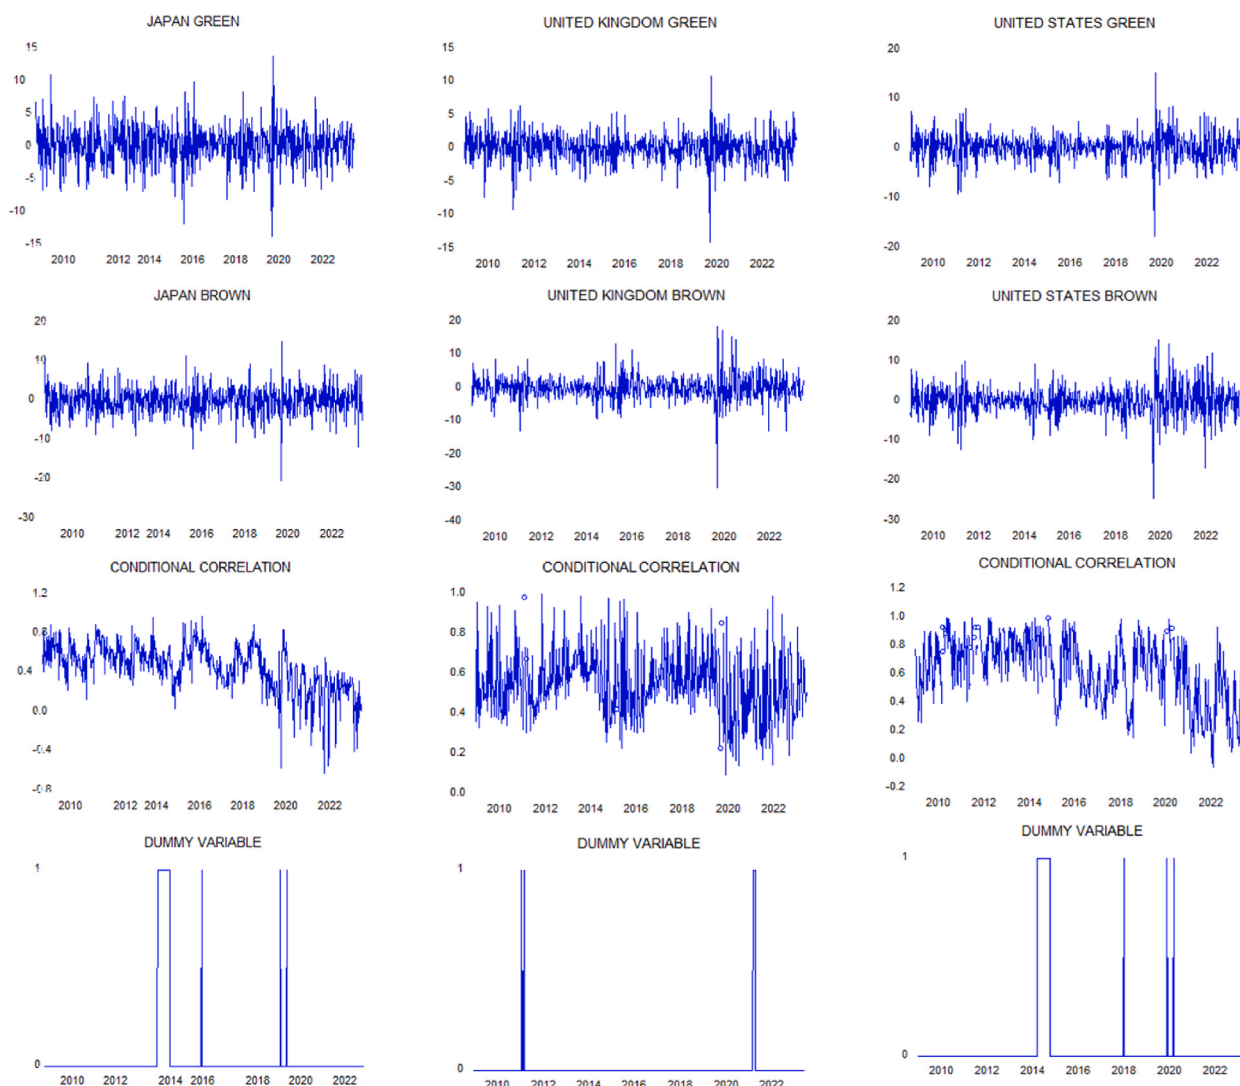 JAPAN GREEN
15
10
5
0
-5
-10
-15
2010 2012 2014 2016 2018 2020 2022
UNITED KINGDOM GREEN
15
10
5
0
-5
-10
-15
2010 2012 2014 2016 2018 2020 2022
UNITED STATES GREEN
20
10
0
-10
-20
2010 2012 2014 2016 2018 2020 2022
JAPAN BROWN
20
10
0
-10
-20
-30
2010 2012 2014 2016 2018 2020 2022
UNITED KINGDOM BROWN
20
10
0
-10
-20
-30
-40
2010 2012 2014 2016 2018 2020 2022
UNITED STATES BROWN
20
10
0
-10
-20
-30
2010 2012 2014 2016 2018 2020 2022
CONDITIONAL CORRELATION
1.2
0.8
0.4
0.0
-0.4
-0.8
2010 2012 2014 2016 2018 2020 2022
CONDITIONAL CORRELATION
1.0
0.8
0.6
0.4
0.2
0.0
2010 2012 2014 2016 2018 2020 2022
CONDITIONAL CORRELATION
1.2
1.0
0.8
0.6
0.4
0.2
0.0
-0.2
2010 2012 2014 2016 2018 2020 2022
DUMMY VARIABLE
1
0
2010 2012 2014 2016 2018 2020 2022
DUMMY VARIABLE
1
0
2010 2012 2014 2016 2018 2020 2022
DUMMY VARIABLE
1
0
2010 2012 2014 2016 2018 2020 2022